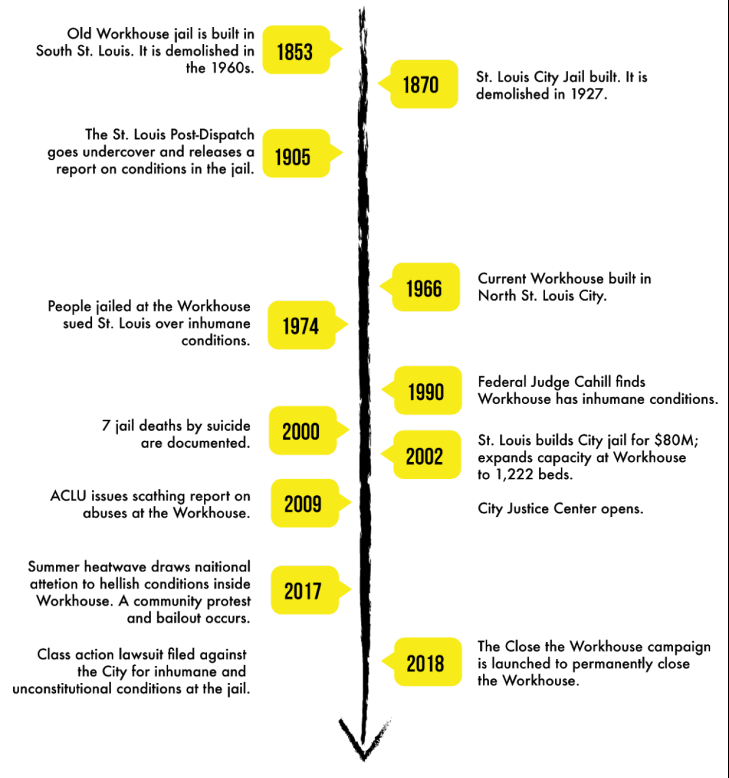 Old Workhouse jail is built in
South St. Louis. It is demolished in
the 1960s.
1853
1870
St. Louis City Jail built. It is
demolished in 1927.
The St. Louis Post-Dispatch
goes undercover and releases a
report on conditions in the jail.
1905
1966
Current Workhouse built in
North St. Louis City.
People jailed at the Workhouse
sued St. Louis over inhumane
conditions.
1974
1990
Federal Judge Cahill finds
Workhouse has inhumane conditions.
7 jail deaths by suicide
are documented.
2000
2002
St. Louis builds City jail for $80M;
expands capacity at Workhouse
to 1,222 beds.
City Justice Center opens.
ACLU issues scathing report on
abuses at the Workhouse.
2009
Summer heatwave draws naitional
attetion to hellish conditions inside
Workhouse. A community protest
and bailout occurs.
2017
Class action lawsuit filed against
the City for inhumane and
unconstitutional conditions at the jail.
2018
The Close the Workhouse campaign
is launched to permanently close
the Workhouse.